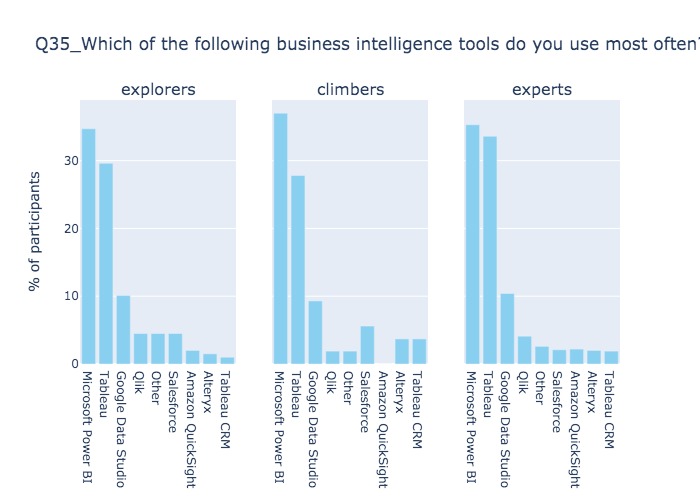 Q35_Which of the following business intelligence tools do you use most often?
explorers
climbers
experts
% of participants
30
20
10
0
Microsoft Power BI
Tableau
Google Data Studio
Qlik
Other
Salesforce
Amazon QuickSight
Alteryx
Tableau CRM
Microsoft Power BI
Tableau
Google Data Studio
Qlik
Other
Salesforce
Amazon QuickSight
Alteryx
Tableau CRM
Microsoft Power BI
Tableau
Google Data Studio
Qlik
Other
Salesforce
Amazon QuickSight
Alteryx
Tableau CRM